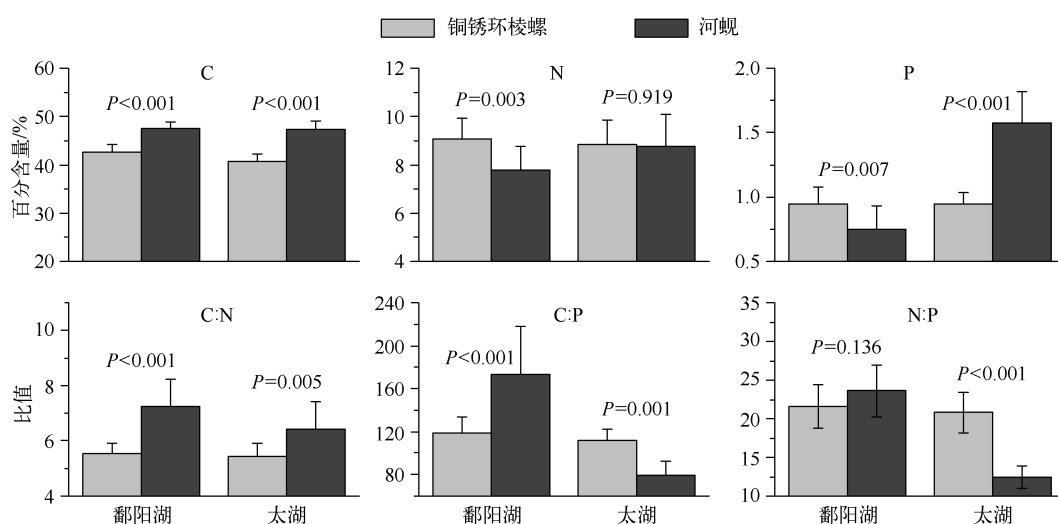 铜锈环棱螺 河蚬
C N P
60 50 40 30 20
百分含量/%
P<0.001 P<0.001
12 10 8 6 4
P=0.003 P=0.919
2.0 1.5 1.0 0.5
P=0.007 P<0.001
C:N C:P N:P
10 8 6 4
比值
P<0.001 P=0.005
240 200 160 120 80
P<0.001 P=0.001
35 30 25 20 15 10
P=0.136 P<0.001
鄱阳湖 太湖 鄱阳湖 太湖 鄱阳湖 太湖